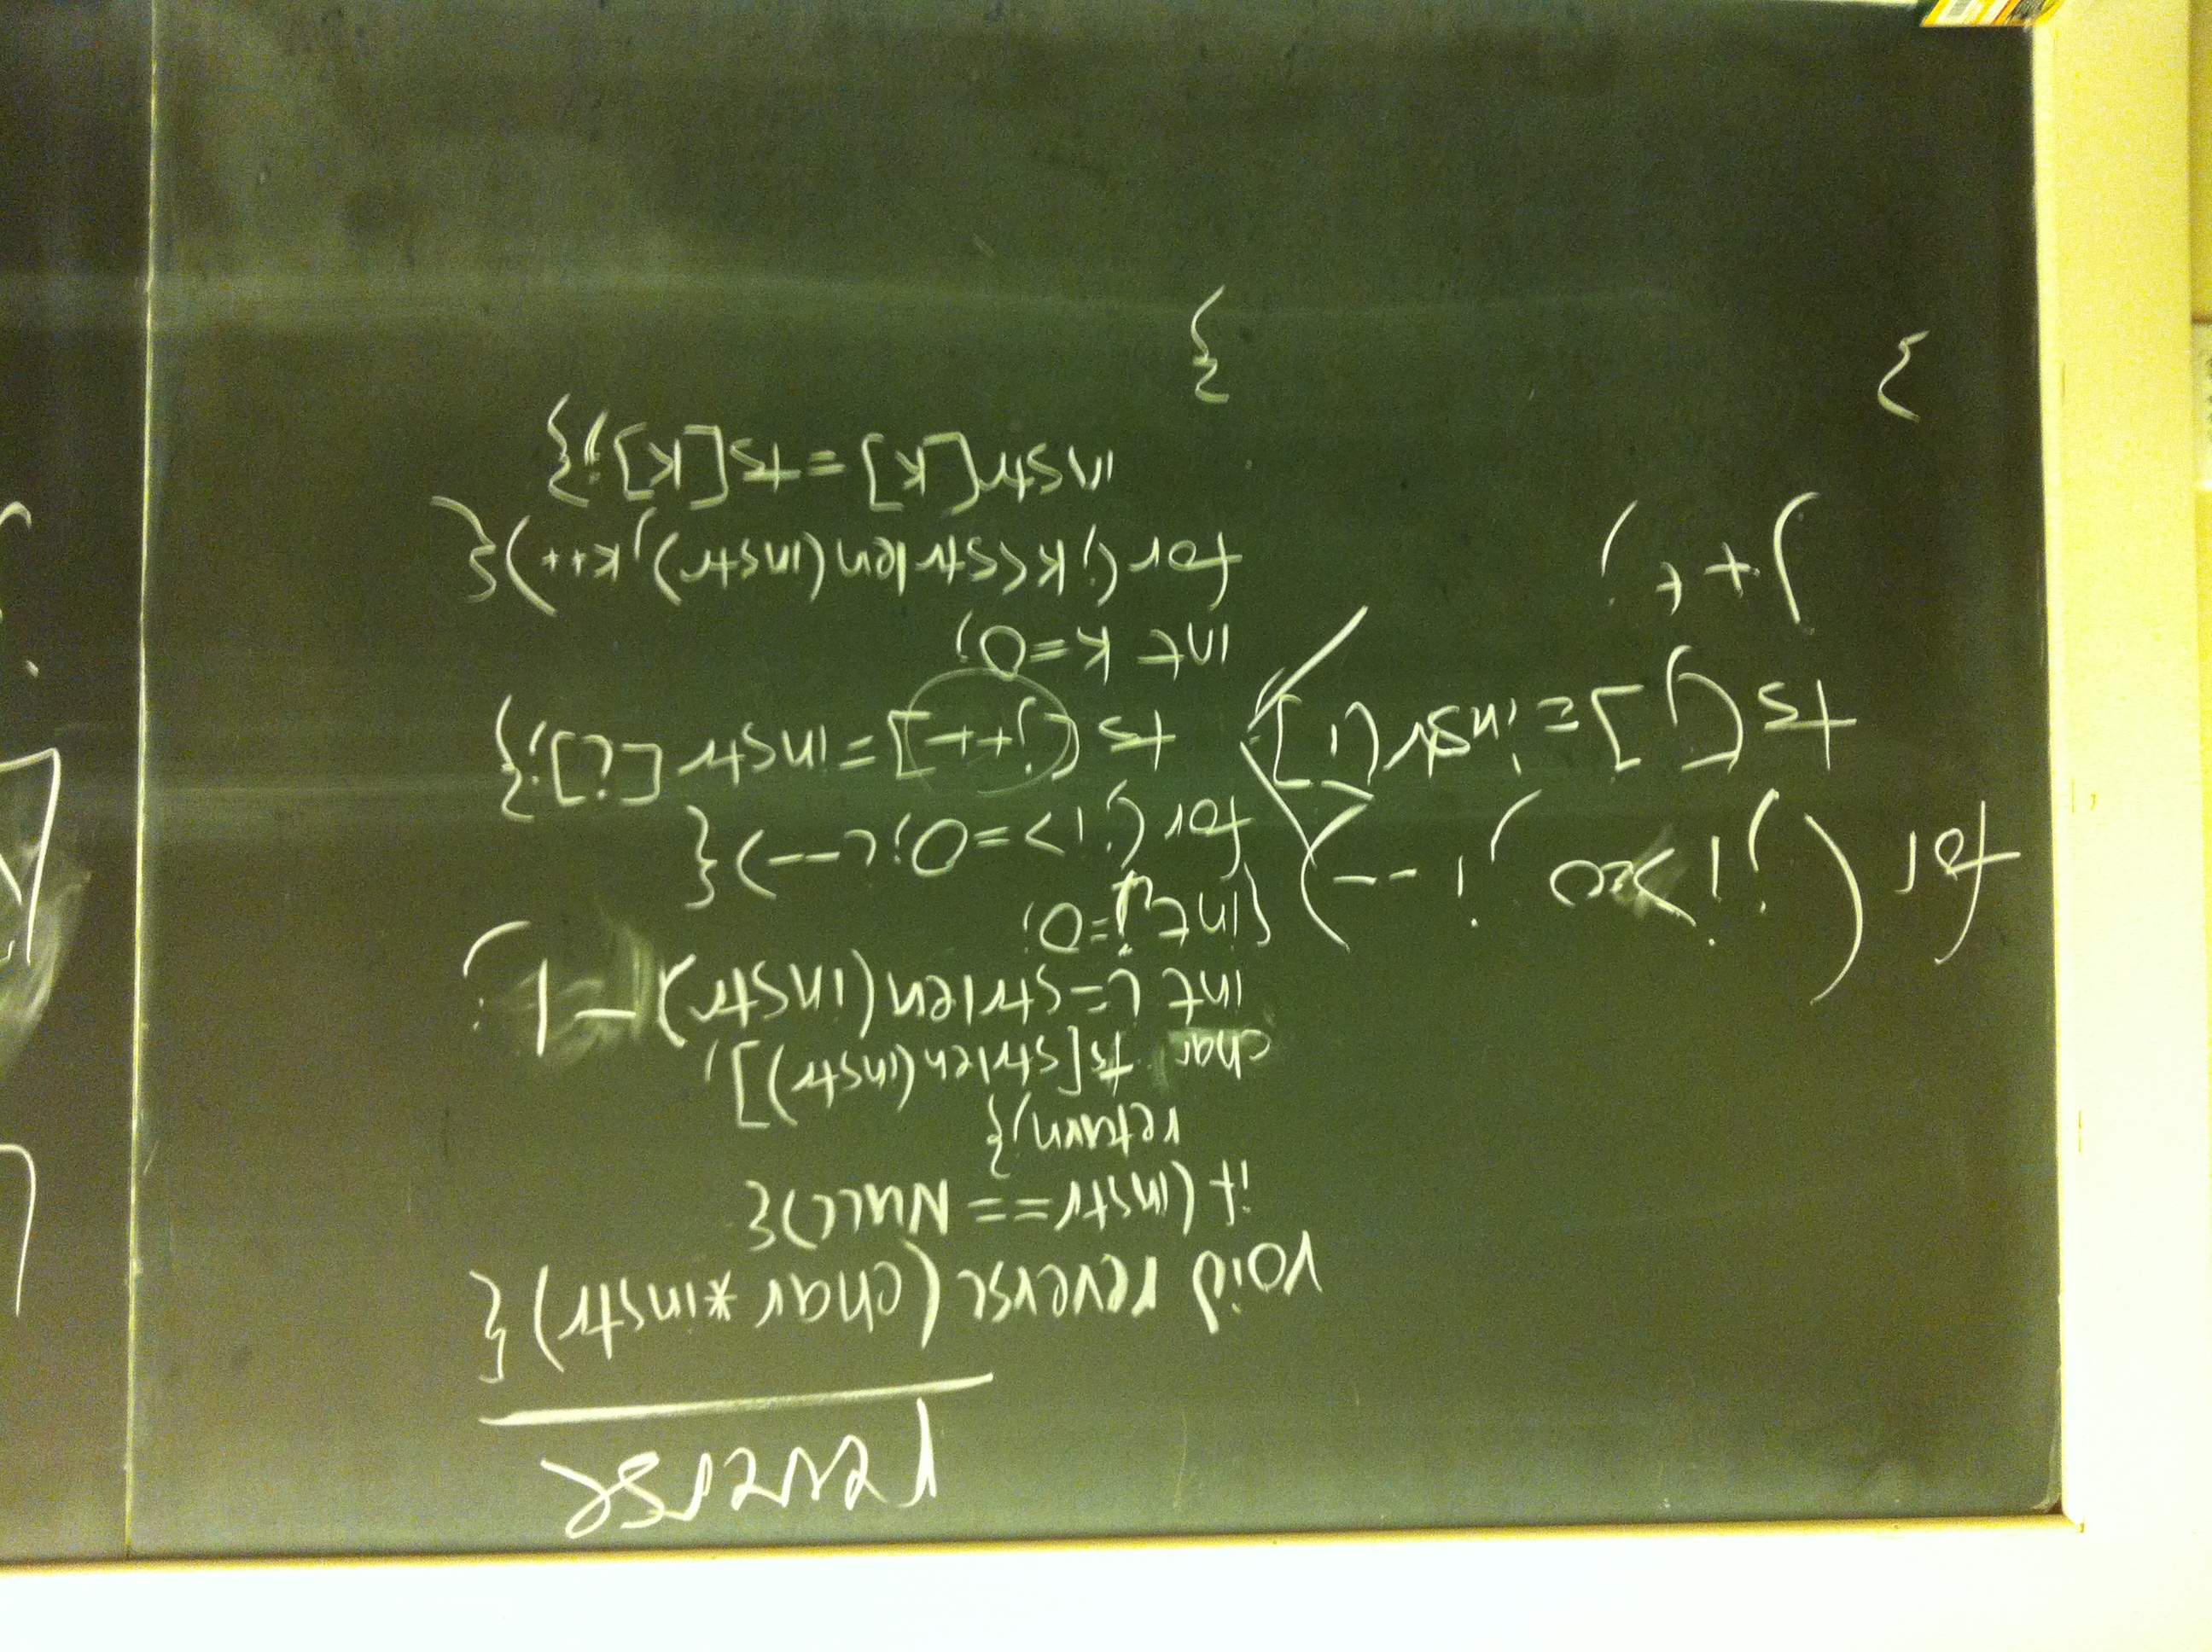 reverse
void reverse(char *instr){
if(instr==NULL){
return;}
char ts[strlen(instr)];
int i=strlen(instr)-1;
int j=0;
for(;i>=0;i--){
ts[j++]=instr[i];}
int k=0;
for(;k<strlen(instr);k++){
instr[k]=ts[k];}
}
for(;i>=0;i--){
ts[j]=instr[i];
j++;
}